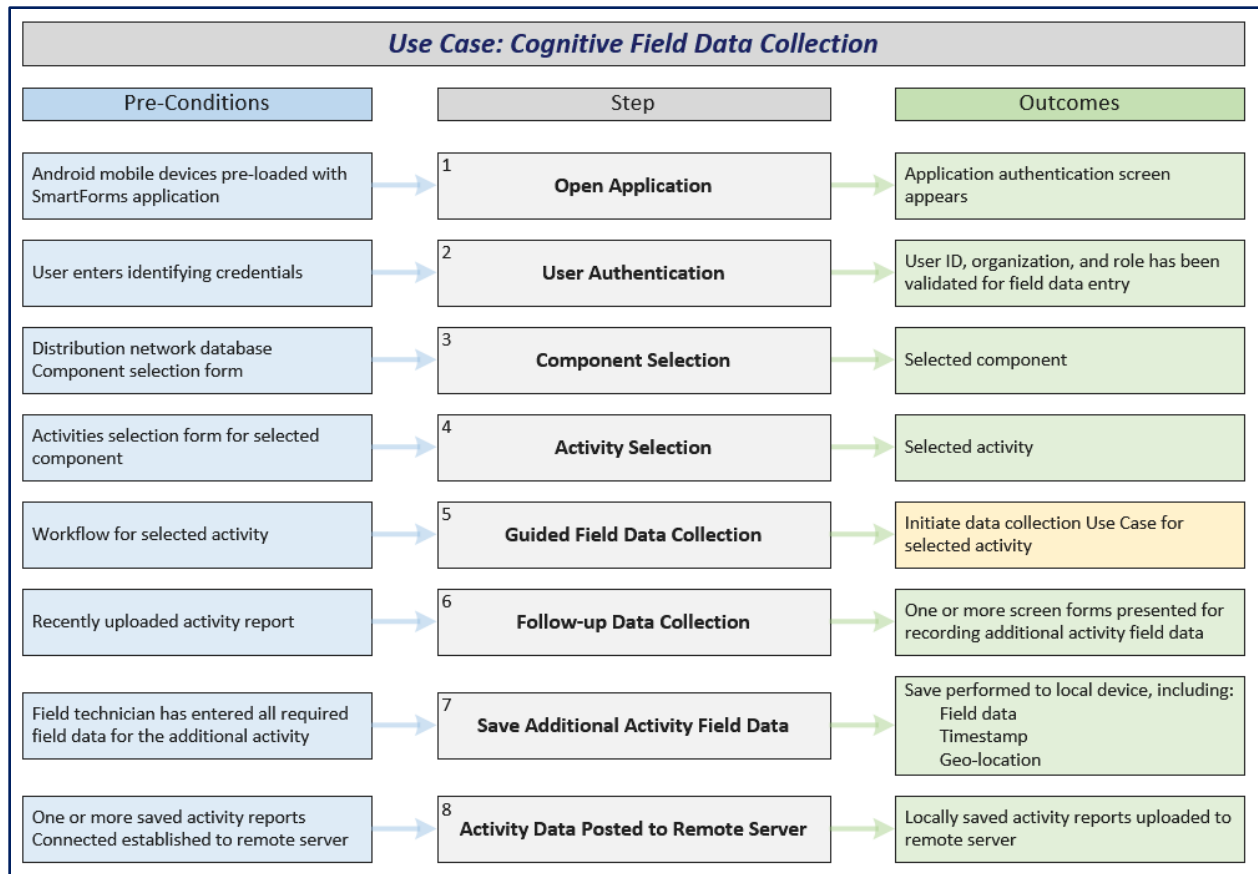 Use Case: Cognitive Field Data Collection
Pre-Conditions
Step
Outcomes
Android mobile devices pre-loaded with
SmartForms application
1
Open Application
Application authentication screen
appears
User enters identifying credentials
2
User Authentication
User ID, organization, and role has been
validated for field data entry
Distribution network database
Component selection form
3
Component Selection
Selected component
Activities selection form for selected
component
4
Activity Selection
Selected activity
Workflow for selected activity
5
Guided Field Data Collection
Initiate data collection Use Case for
selected activity
Recently uploaded activity report
6
Follow-up Data Collection
One or more screen forms presented for
recording additional activity field data
Field technician has entered all required
field data for the additional activity
7
Save Additional Activity Field Data
Save performed to local device, including:
Field data
Timestamp
Geo-location
One or more saved activity reports
Connected established to remote server
8
Activity Data Posted to Remote Server
Locally saved activity reports uploaded to
remote server